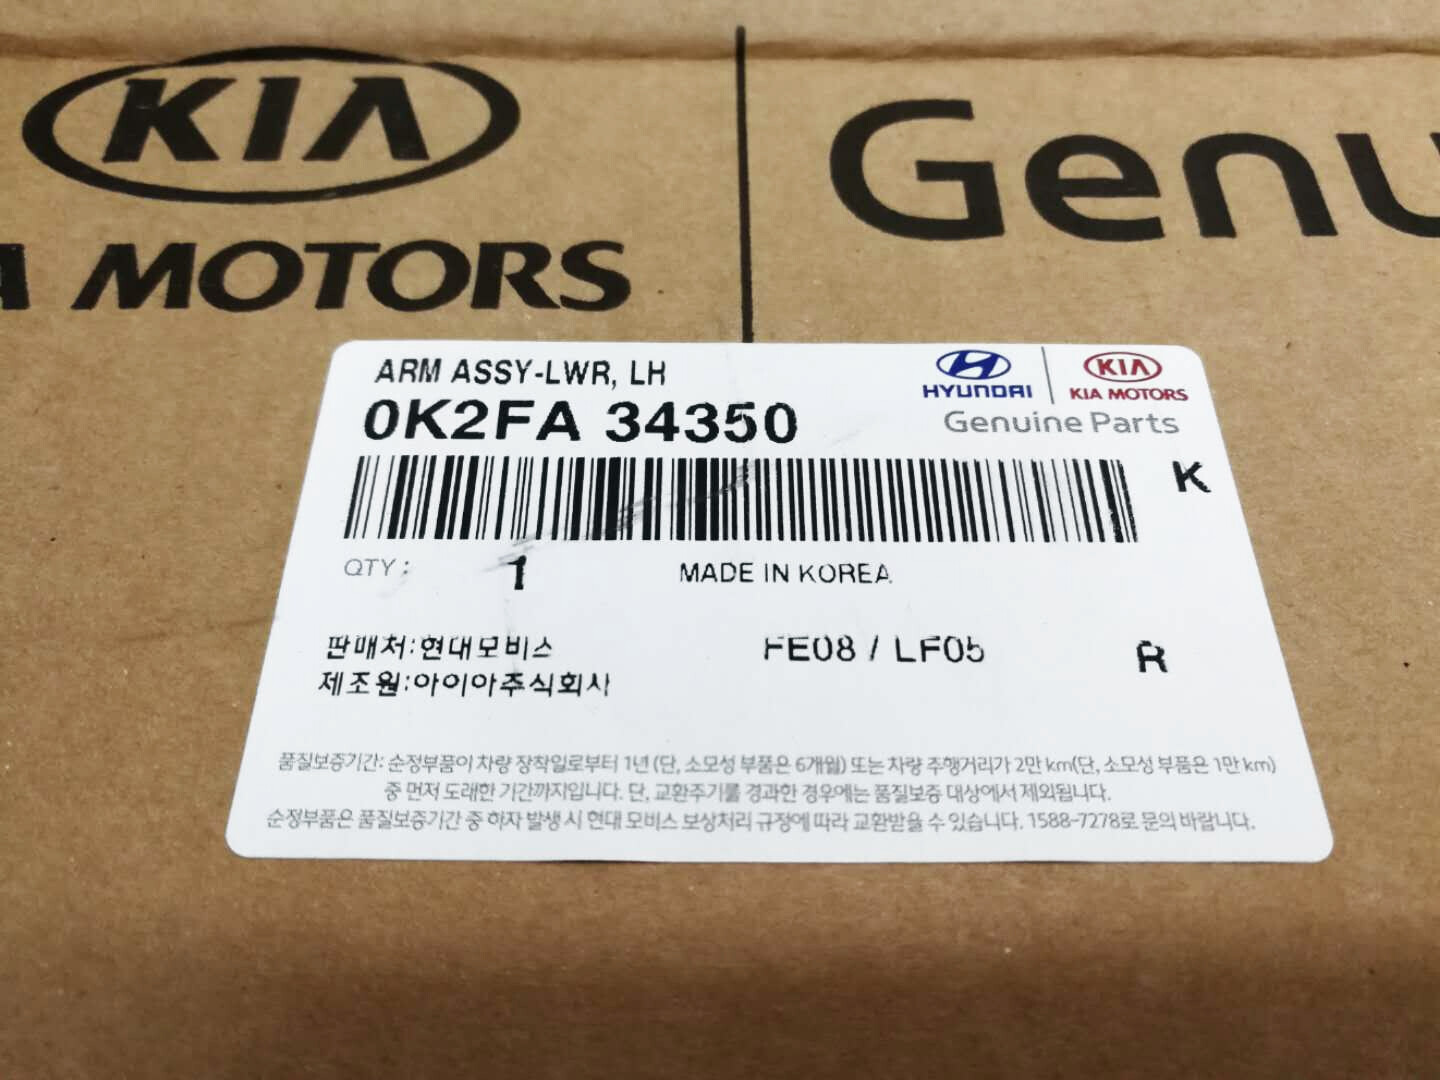 KIA
MOTORS
Genu
ARM ASSY-LWR, LH
0K2FA 34350
HYUNDAI
KIA
KIA MOTORS
Genuine Parts
K
QTY : 1 MADE IN KOREA
판매처:현대모비스 FE08 / LF05 R
제조원:아이아주식회사
품질보증기간: 순정부품이 차량 장착일로부터 1년 (단, 소모성 부품은 6개월) 또는 차량 주행거리가 2만 km(단, 소모성 부품은 1만 km)
중 먼저 도래한 기간까지입니다. 단, 교환주기를 경과한 경우에는 품질보증 대상에서 제외됩니다.
순정부품은 품질보증기간 중 하자 발생 시 현대 모비스 보상처리 규정에 따라 교환받을 수 있습니다. 1588-7278로 문의 바랍니다.